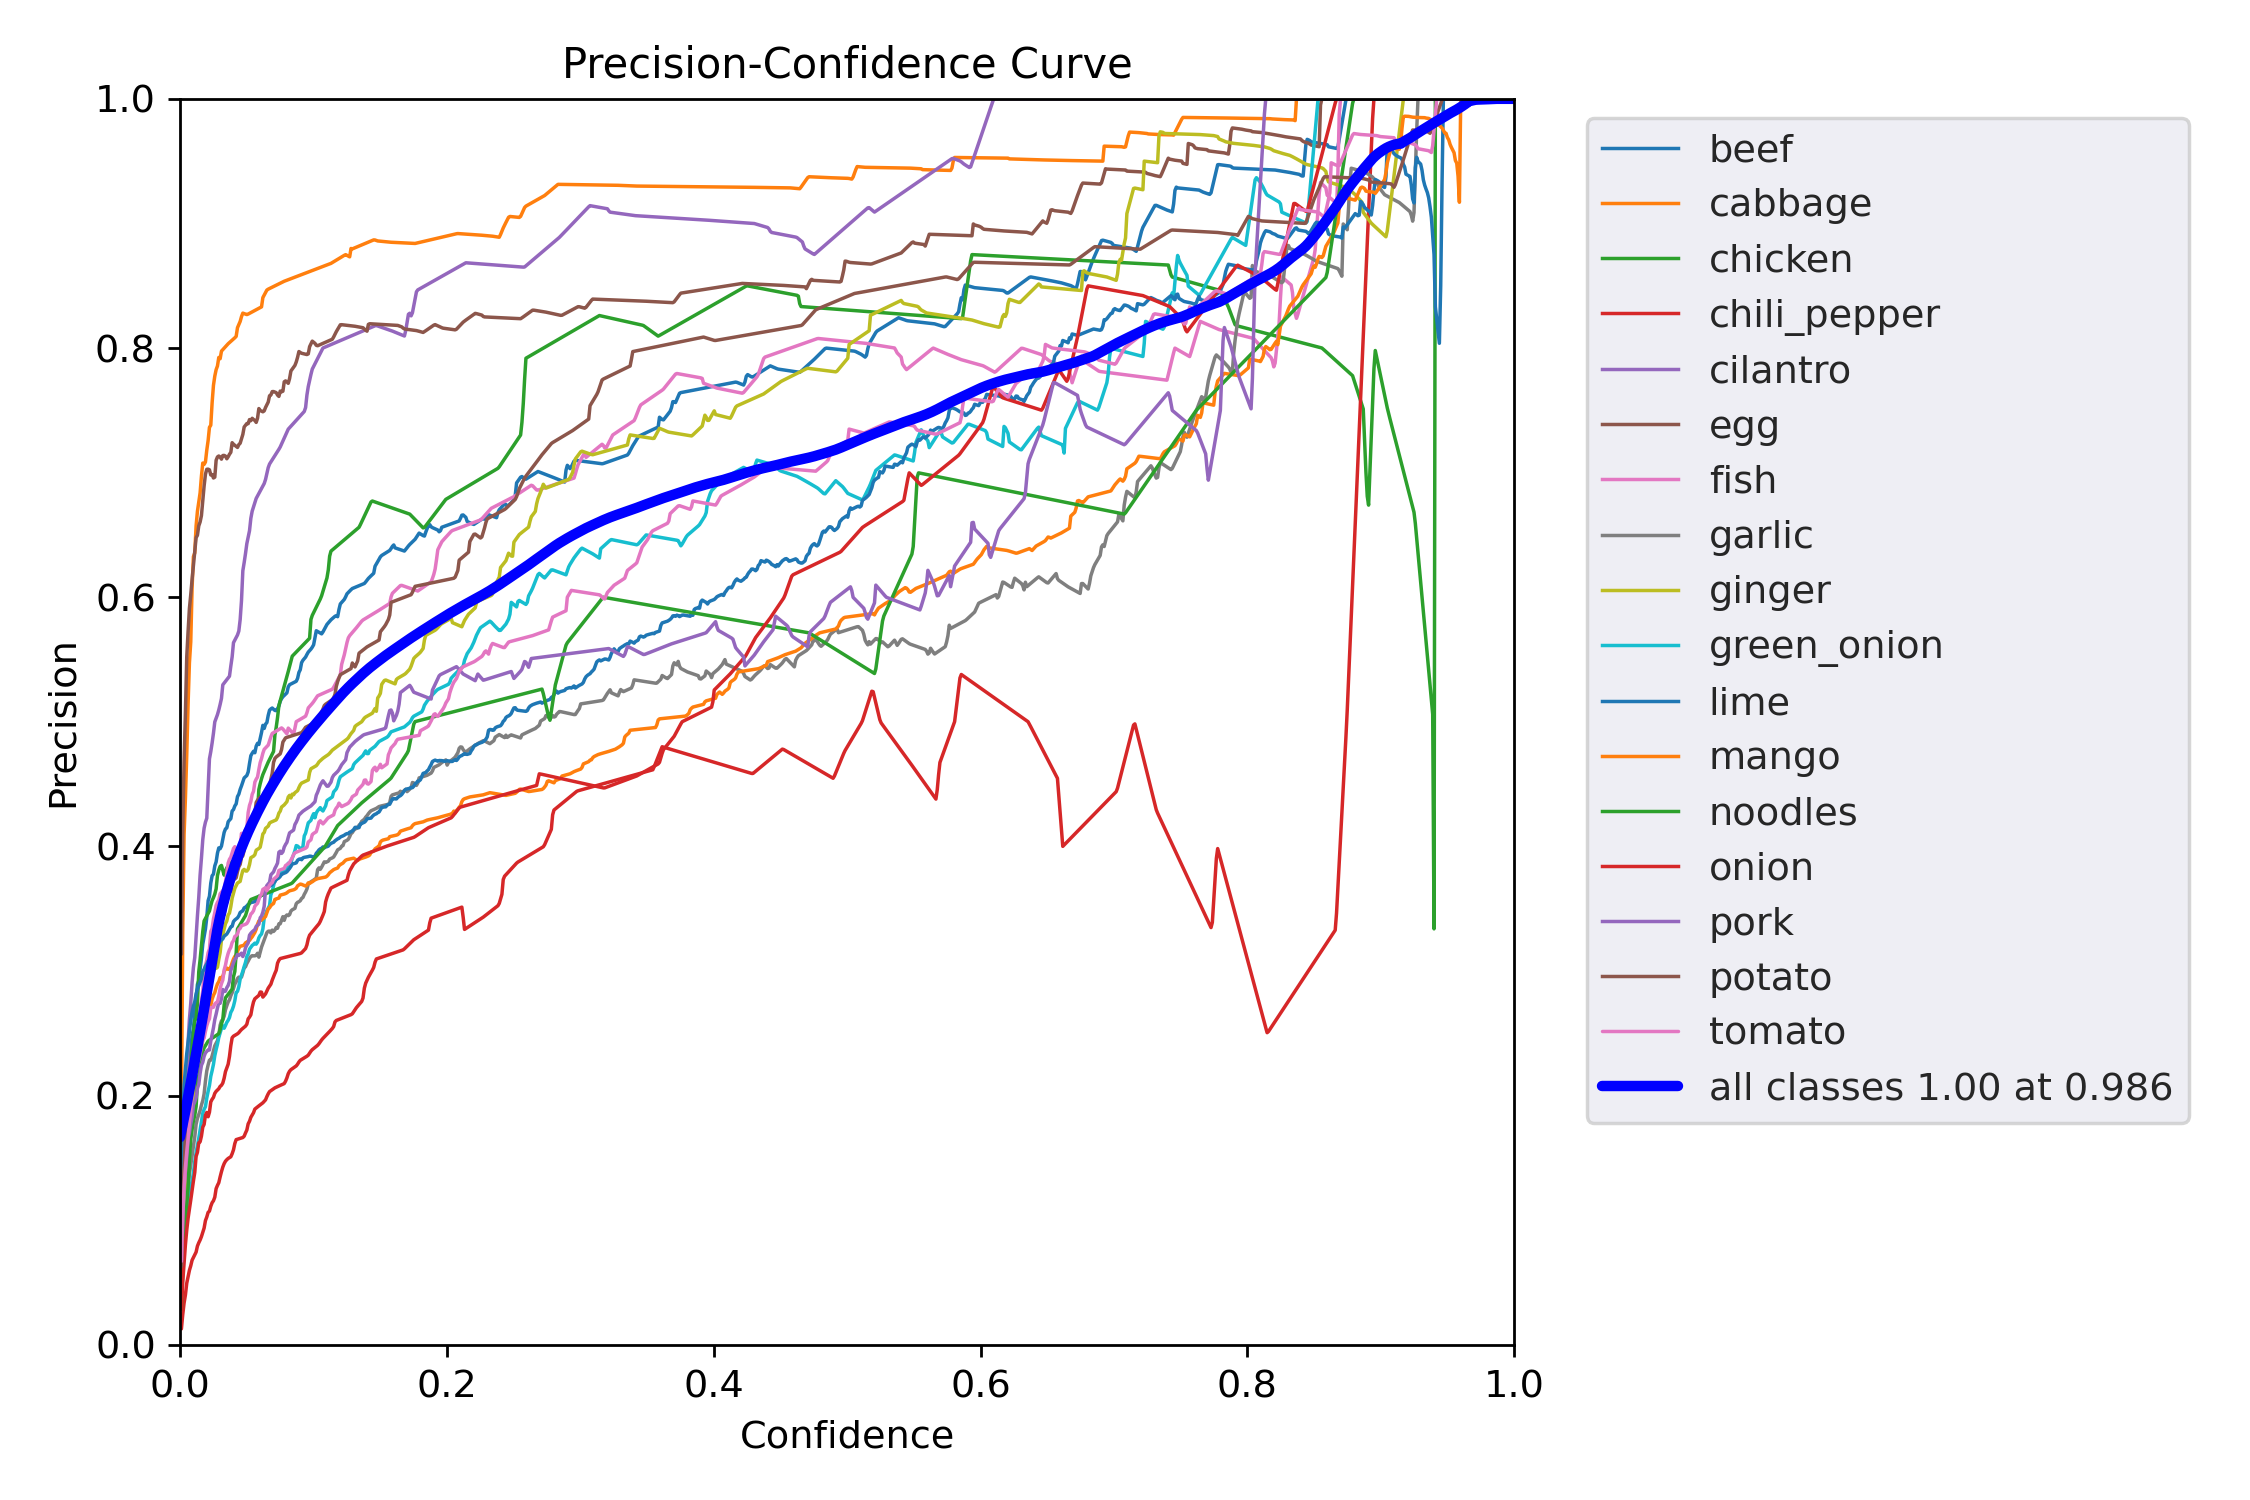 Precision-Confidence Curve
1.0
0.8
0.6
0.4
0.2
0.0
Precision
0.0 0.2 0.4 0.6 0.8 1.0
Confidence
beef
cabbage
chicken
chili_pepper
cilantro
egg
fish
garlic
ginger
green_onion
lime
mango
noodles
onion
pork
potato
tomato
all classes 1.00 at 0.986